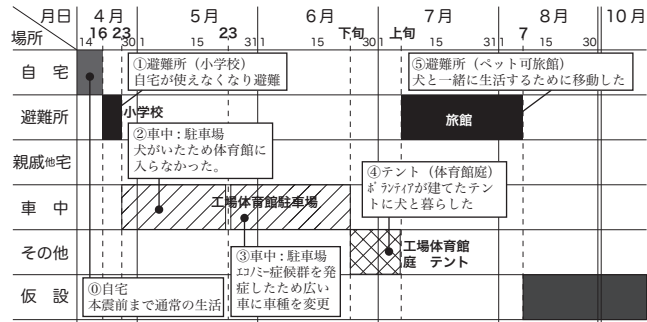 月日 4月 5月 6月 7月 8月 10月
16 23 23 下旬 上旬 7
場所 14 30 1 15 31 1 15 30 1 15 31 15 30
自 宅
①避難所（小学校）
自宅が使えなくなり避難
⑤避難所（ペット可旅館）
犬と一緒に生活するために移動した
避難所
小学校
旅館
②車中：駐車場
犬がいたため体育館に
入らなかった。
親戚他宅
④テント（体育館庭）
ボランティアが建てたテン
トに犬と暮らした
車 中
工場体育館駐車場
その他
工場体育館
庭 テント
③車中：駐車場
エコノミー症候群を発
症したため広い
車に車種を変更
仮 設
⓪自宅
本震前まで通常の生活